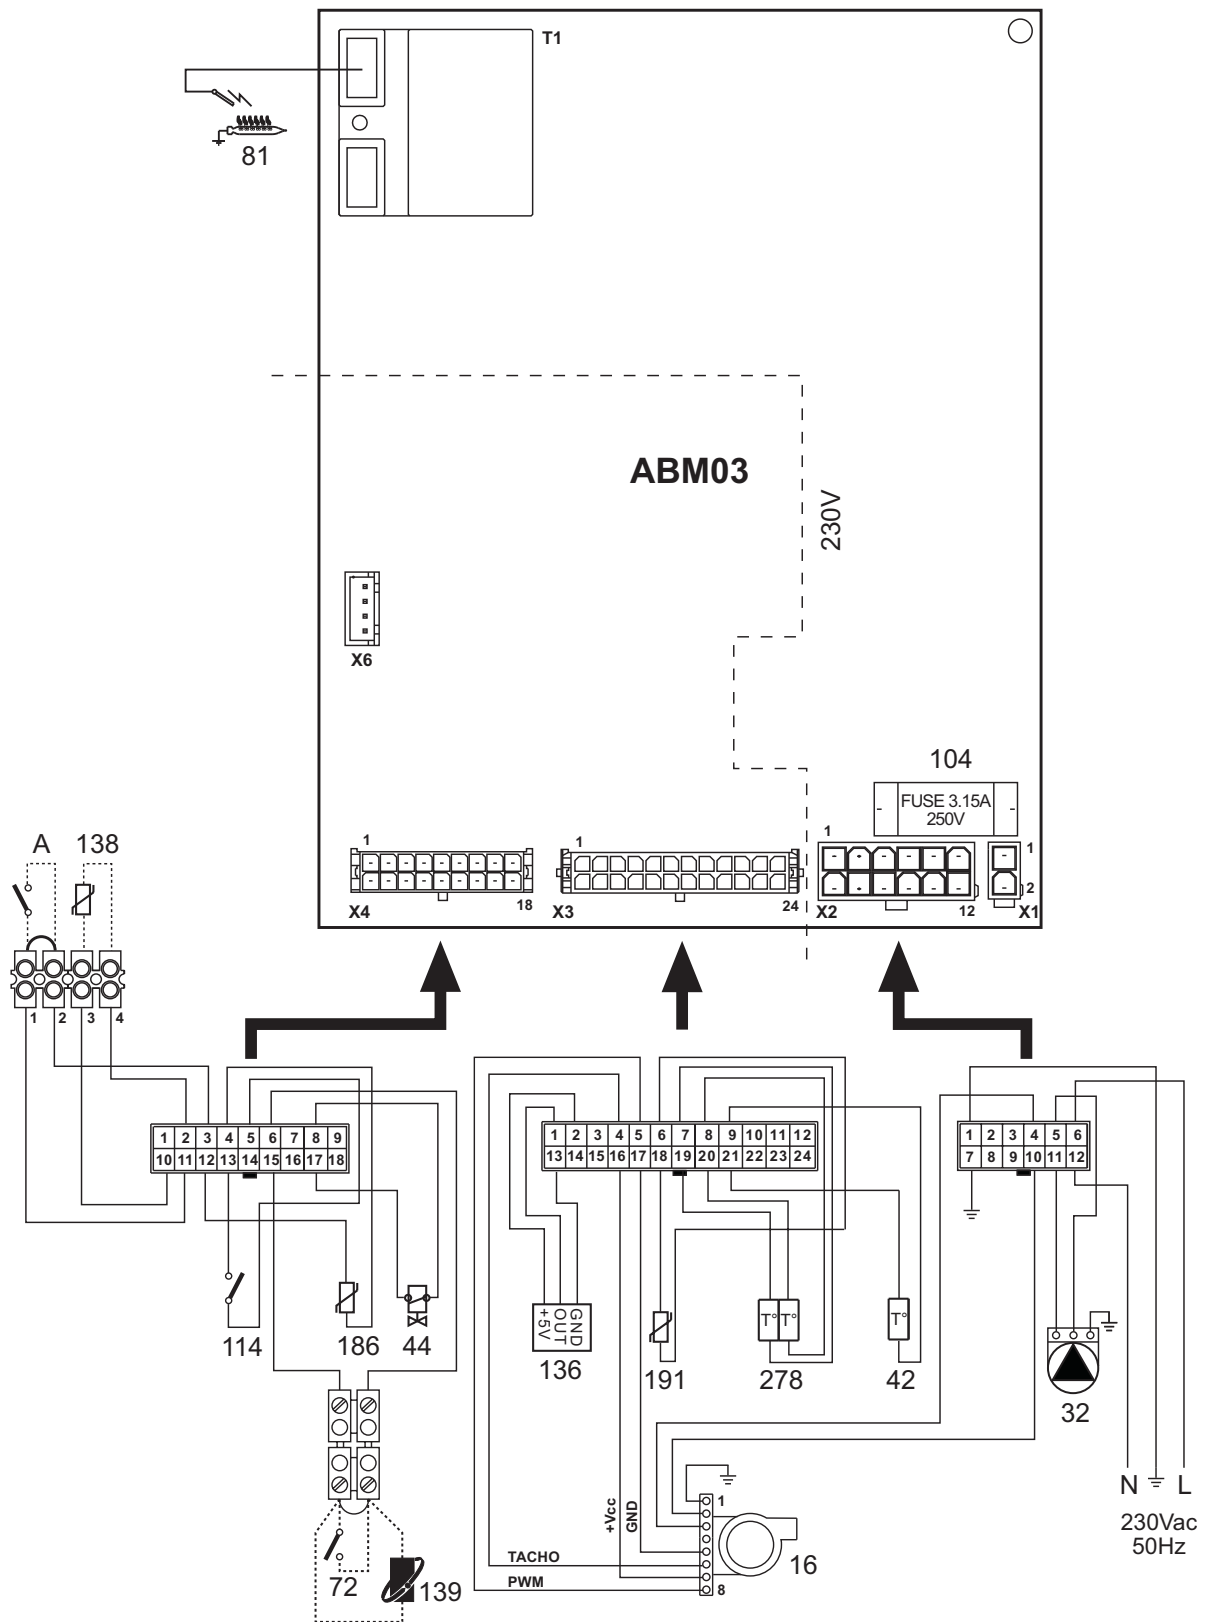 T1
81
ABM03
230V
X6
104
FUSE 3.15A
250V
A 138
1
18
X4
1
24
X3
1
12
X2
1
2
X1
1 2 3 4
1 2 3 4 5 6 7 8 9
10 11 12 13 14 15 16 17 18
1 2 3 4 5 6 7 8 9 10 11 12
13 14 15 16 17 18 19 20 21 22 23 24
1 2 3 4 5 6
7 8 9 10 11 12
114
186
44
+5V
OUT
GND
136
191
T° T°
278
T°
42
32
N L
230Vac
50Hz
+Vcc
GND
TACHO
PWM
1
8
16
72
139